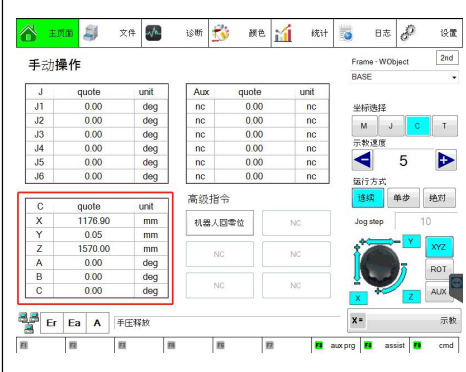 主页面 文件 诊断 颜色 统计 日志 设置
手动操作
Frame - WObject 2nd
BASE
J quote unit Aux quote unit
J1 0.00 deg nc 0.00 nc
J2 0.00 deg nc 0.00 nc
J3 0.00 deg nc 0.00 nc
J4 0.00 deg nc 0.00 nc
J5 0.00 deg nc 0.00 nc
J6 0.00 deg nc 0.00 nc
坐标选择
M J C T
示教速度
5
运行方式
连续 单步 绝对
C quote unit
X 1176.90 mm
Y 0.05 mm
Z 1570.00 mm
A 0.00 deg
B 0.00 deg
C 0.00 deg
高级指令
机器人回零位 NC
NC NC
NC NC
Jog step 10
Y XYZ
ROT
X Z AUX
Er Ea A 手压释放
X= 示教
F1 F2 F3 F4 F5 F6 F7 aux prg F8 assist F9 cmd